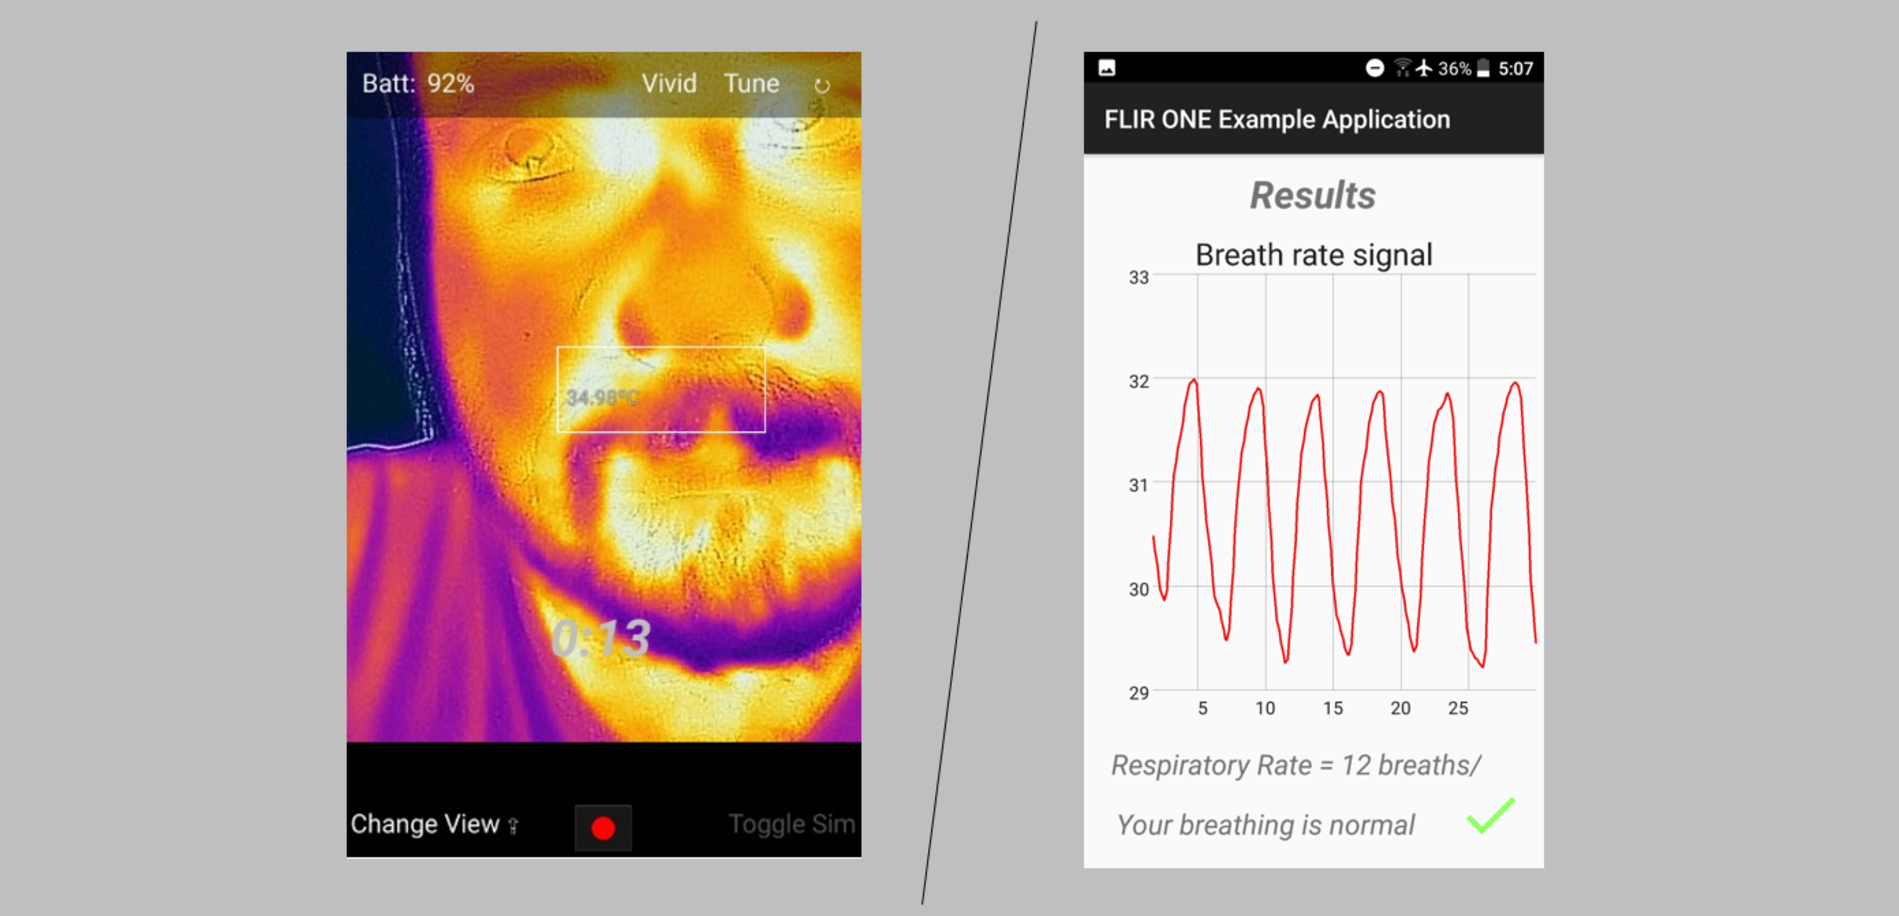 Batt: 92% Vivid Tune
34.98°C
0:13
Change View Toggle Sim
36% 5:07
FLIR ONE Example Application
Results
Breath rate signal
33
32
31
30
29
5 10 15 20 25
Respiratory Rate = 12 breaths/
Your breathing is normal